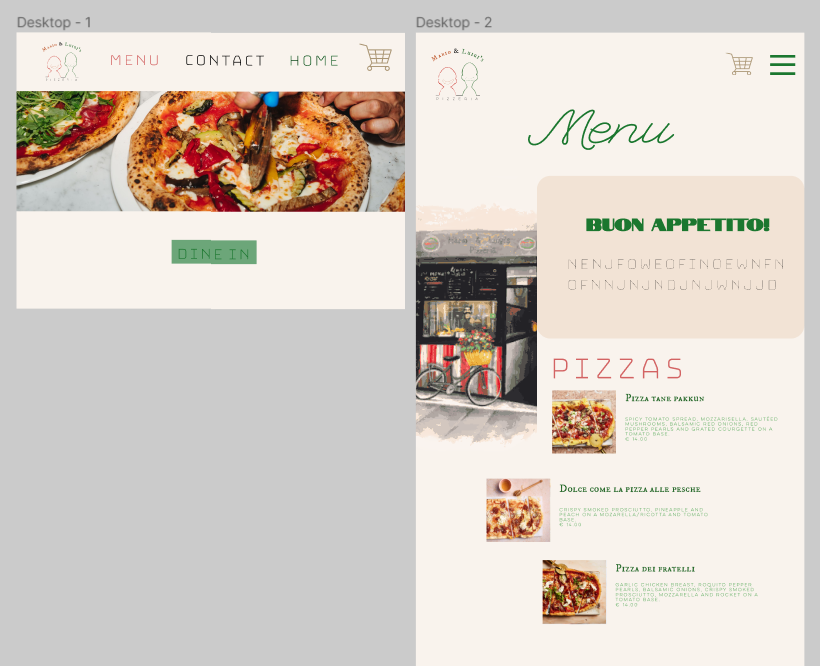 Desktop - 1
Mario & Luigi's
PIZZERIA
MENU
CONTACT
HOME
DINE IN
Desktop - 2
Mario & Luigi's
PIZZERIA
Menu
BUON APPETITO!
NENJFOWEOFINOEWNFN
OFNNJNJNDJNJWNJJD
PIZZAS
Pizza tane pakkun
SPICY TOMATO SPREAD, MOZZARISELLA, SAUTÉED
MUSHROOMS, BALSAMIC RED ONIONS, RED
PEPPER PEARLS AND GRATED COURGETTE ON A
TOMATO BASE.
€ 14.00
Dolce come la pizza alle pesche
CRISPY SMOKED PROSCIUTTO, PINEAPPLE AND
PEACH ON A MOZARELLA/RICOTTA AND TOMATO
BASE.
€ 14.00
Pizza dei fratelli
GARLIC CHICKEN BREAST, ROQUITO PEPPER
PEARLS, BALSAMIC ONIONS, CRISPY SMOKED
PROSCIUTTO, MOZZARELLA AND ROCKET ON A
TOMATO BASE.
€ 14.00